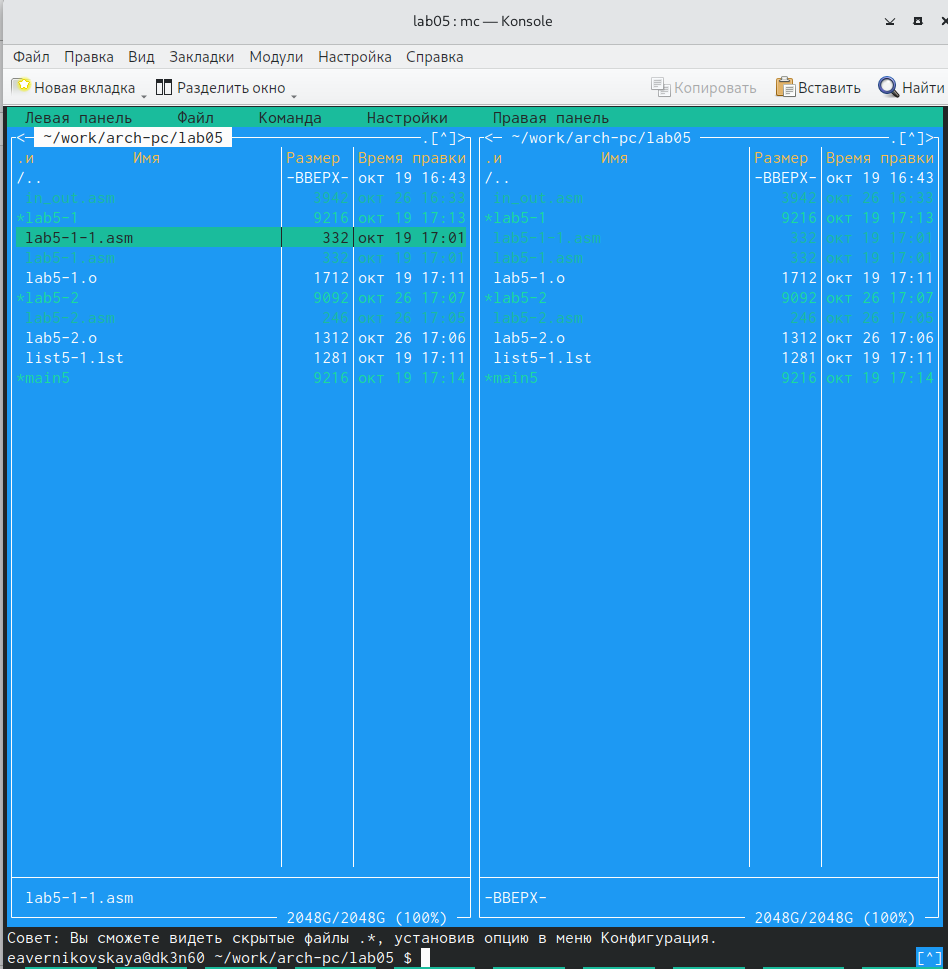 lab05 : mc — Konsole
Файл Правка Вид Закладки Модули Настройка Справка
Новая вкладка Разделить окно Копировать Вставить Найти
Левая панель Файл Команда Настройки Правая панель
<— ~/work/arch-pc/lab05 .[^]> <— ~/work/arch-pc/lab05 .[^]>
.и Имя Размер Время правки .и Имя Размер Время правки
/.. -ВВЕРХ- окт 19 16:43 /.. -ВВЕРХ- окт 19 16:43
in_out.asm 3942 окт 26 16:33 in_out.asm 3942 окт 26 16:33
*lab5-1 9216 окт 19 17:13 *lab5-1 9216 окт 19 17:13
lab5-1-1.asm 332 окт 19 17:01 lab5-1-1.asm 332 окт 19 17:01
lab5-1.asm 332 окт 19 17:01 lab5-1.asm 332 окт 19 17:01
lab5-1.o 1712 окт 19 17:11 lab5-1.o 1712 окт 19 17:11
*lab5-2 9092 окт 26 17:07 *lab5-2 9092 окт 26 17:07
lab5-2.asm 246 окт 26 17:05 lab5-2.asm 246 окт 26 17:05
lab5-2.o 1312 окт 26 17:06 lab5-2.o 1312 окт 26 17:06
list5-1.lst 1281 окт 19 17:11 list5-1.lst 1281 окт 19 17:11
*main5 9216 окт 19 17:14 *main5 9216 окт 19 17:14
lab5-1-1.asm -ВВЕРХ-
2048G/2048G (100%) 2048G/2048G (100%)
Совет: Вы сможете видеть скрытые файлы .*, установив опцию в меню Конфигурация.
eavernikovskaya@dk3n60 ~/work/arch-pc/lab05 $ [^]